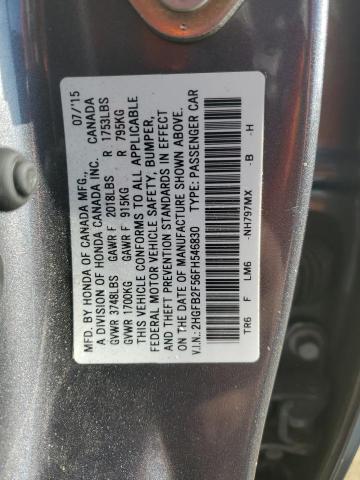 MFD. BY HONDA OF CANADA MFG., 07/'15
A DIVISION OF HONDA CANADA INC. CANADA
GVWR 3748LBS GAWR F 2018LBS R 1753LBS
GVWR 1700KG GAWR F 915KG R 795KG
THIS VEHICLE CONFORMS TO ALL APPLICABLE
FEDERAL MOTOR VEHICLE SAFETY, BUMPER,
AND THEFT PREVENTION STANDARDS IN EFFECT ON THE
DATE OF MANUFACTURE SHOWN ABOVE.
V.I.N.: 2HGFB2F56FH546830 TYPE: PASSENGER CAR
TR6 F LM6 -NH797MX -B -H